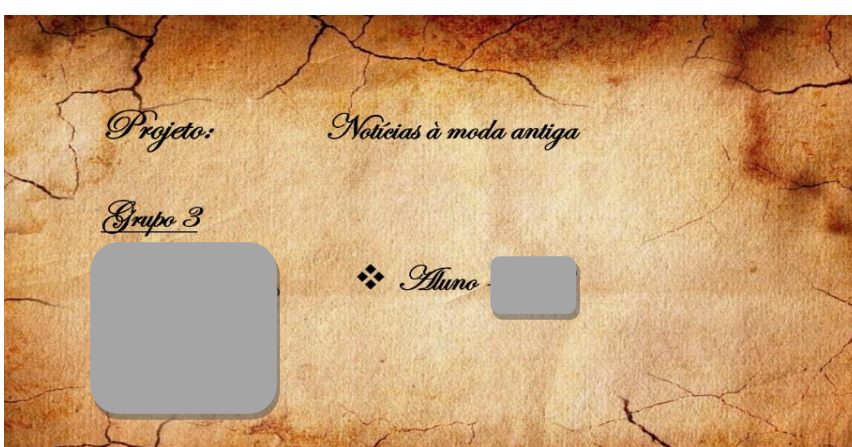 Projeto: Notícias à moda antiga
Grupo 3
❖ Aluno -